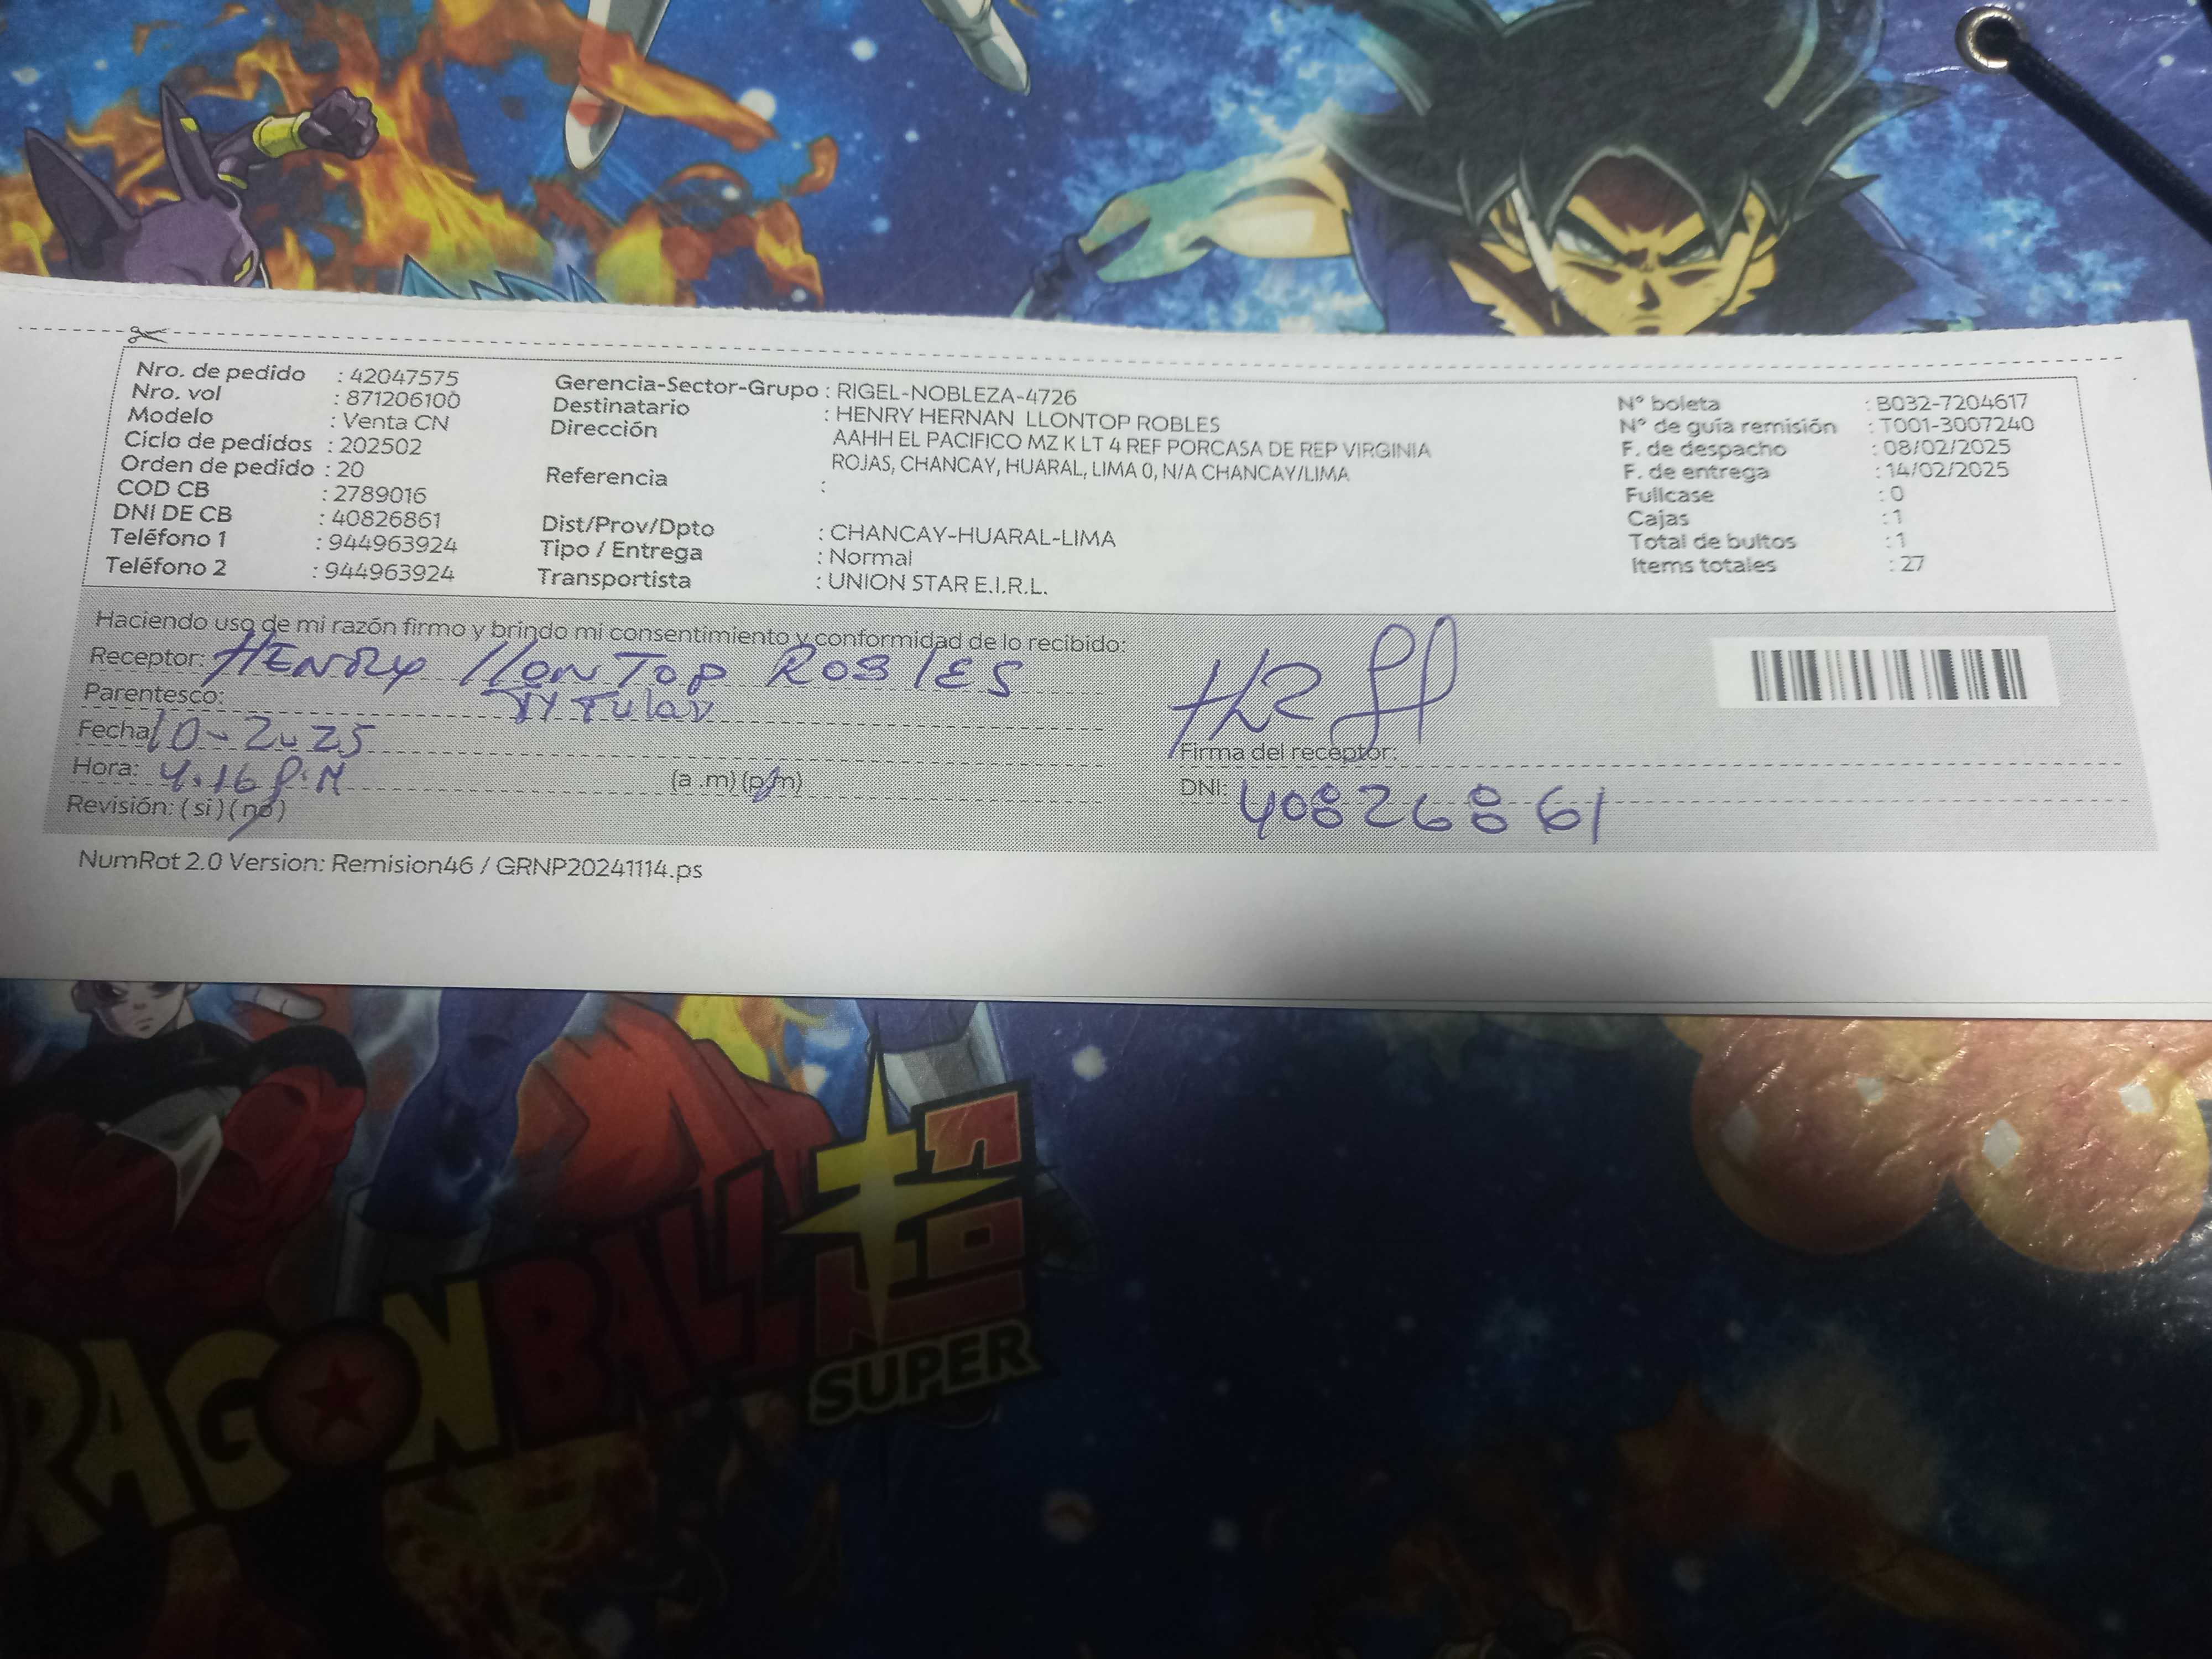 Nro. de pedido : 42047575
Nro. vol : 871206100
Modelo : Venta CN
Ciclo de pedidos : 202502
Orden de pedido : 20
COD CB : 2789016
DNI DE CB : 40826861
Teléfono 1 : 944963924
Teléfono 2 : 944963924
Gerencia-Sector-Grupo : RIGEL-NOBLEZA-4726
Destinatario : HENRY HERNAN LLONTOP ROBLES
Dirección AAHH EL PACIFICO MZ K LT 4 REF PORCASA DE REP VIRGINIA
ROJAS, CHANCAY, HUARAL, LIMA 0, N/A CHANCAY/LIMA
Referencia :
Dist/Prov/Dpto : CHANCAY-HUARAL-LIMA
Tipo / Entrega : Normal
Transportista : UNION STAR E.I.R.L.
N° boleta : B032-7204617
N° de guía remisión : T001-3007240
F. de despacho : 08/02/2025
F. de entrega : 14/02/2025
Fullcase : 0
Cajas : 1
Total de bultos : 1
Items totales : 27
Haciendo uso de mi razón firmo y brindo mi consentimiento y conformidad de lo recibido:
Receptor: HENRY LLONTOP ROBLES
Parentesco: TYTular
Fecha 10-2-25
Hora: 4.16 P.M (a .m) (p.m)
Revisión: (si) (no)
Firma del receptor:
DNI: 40826861
NumRot 2.0 Version: Remision46 / GRNP20241114.ps
DRAGON BALL 超
SUPER